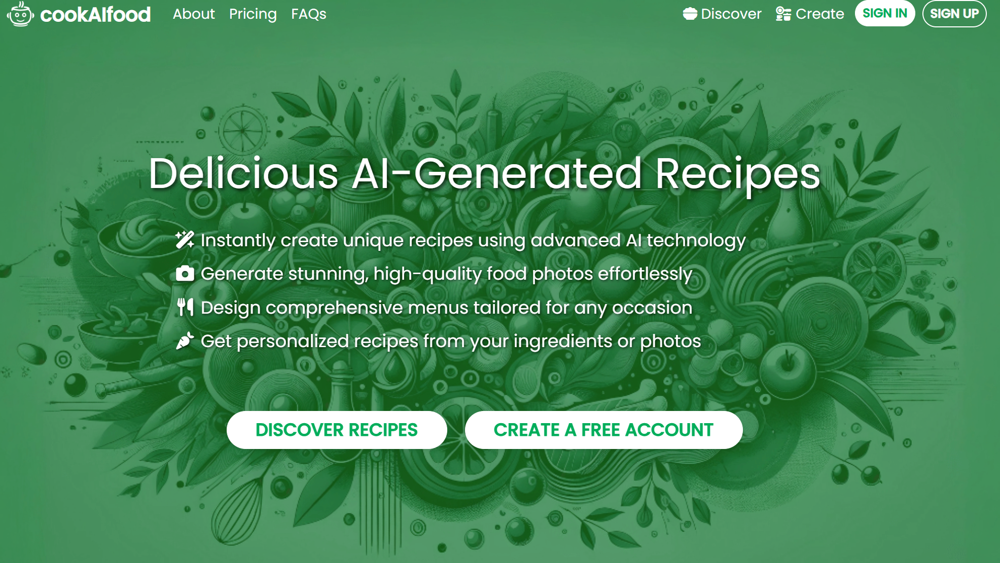 cookAIfood
About Pricing FAQs
Discover Create SIGN IN SIGN UP
Delicious AI-Generated Recipes
Instantly create unique recipes using advanced AI technology
Generate stunning, high-quality food photos effortlessly
Design comprehensive menus tailored for any occasion
Get personalized recipes from your ingredients or photos
DISCOVER RECIPES
CREATE A FREE ACCOUNT